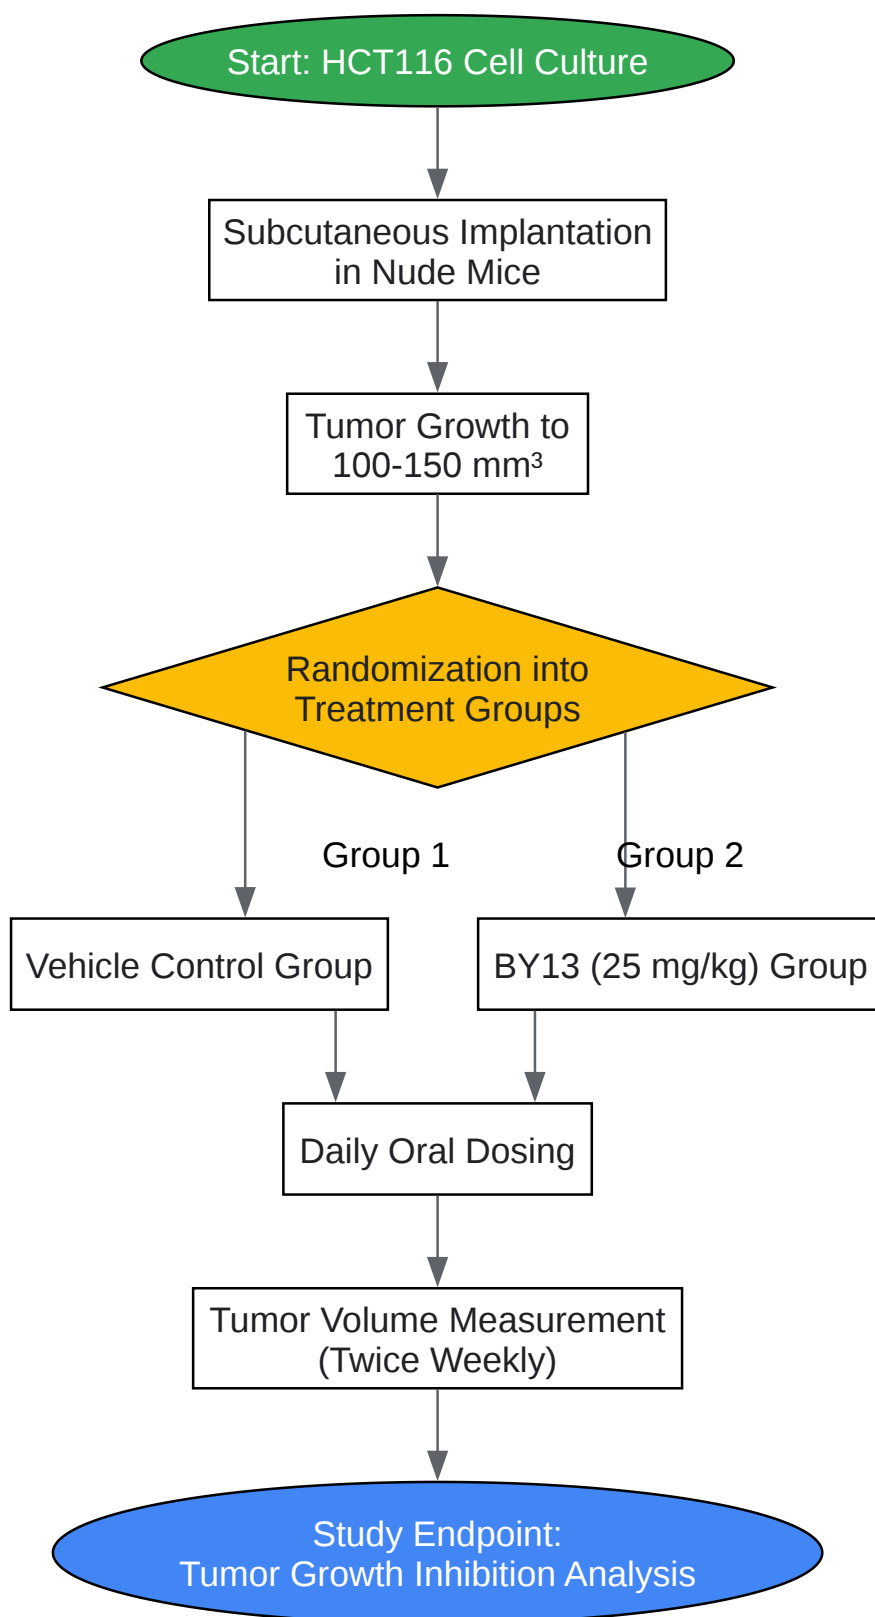 Start: HCT116 Cell Culture
Subcutaneous Implantation
in Nude Mice
Tumor Growth to
100-150 mm³
Randomization into
Treatment Groups
Group 1
Group 2
Vehicle Control Group
BY13 (25 mg/kg) Group
Daily Oral Dosing
Tumor Volume Measurement
(Twice Weekly)
Study Endpoint:
Tumor Growth Inhibition Analysis